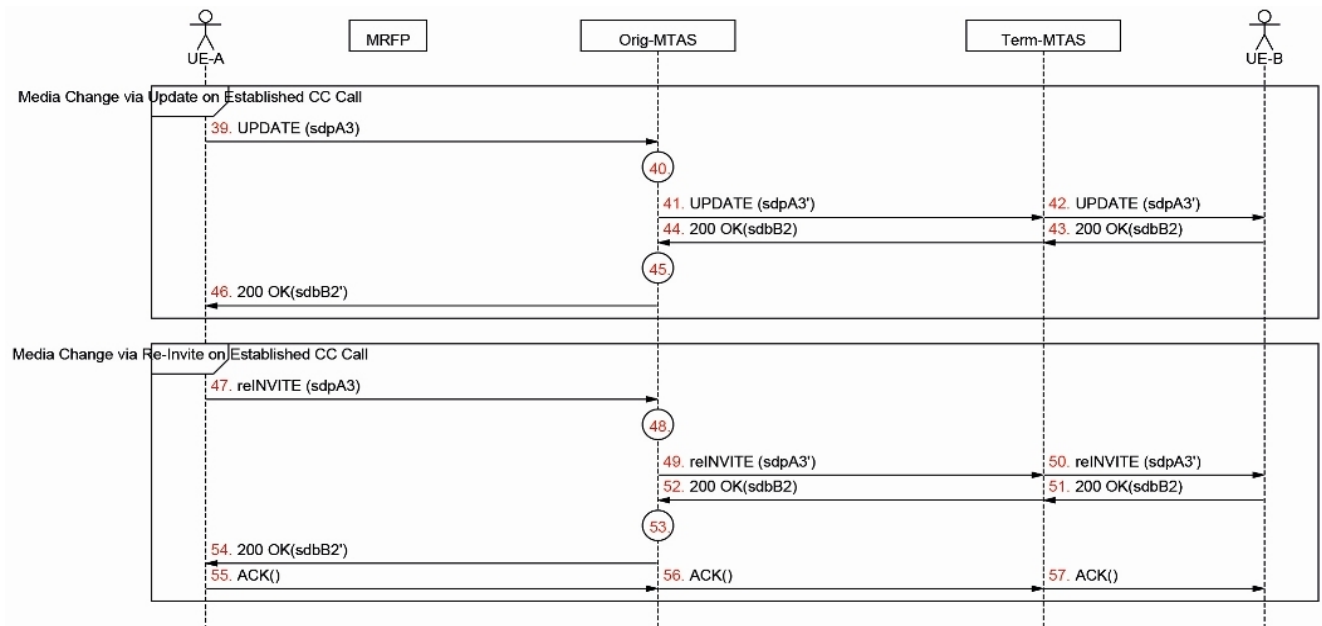 UE-A
MRFP
Orig-MTAS
Term-MTAS
UE-B
Media Change via Update on Established CC Call
39. UPDATE (sdpA3)
40.
41. UPDATE (sdpA3')
42. UPDATE (sdpA3')
44. 200 OK(sdbB2)
43. 200 OK(sdbB2)
45.
46. 200 OK(sdbB2')
Media Change via Re-Invite on Established CC Call
47. reINVITE (sdpA3)
48.
49. reINVITE (sdpA3')
50. reINVITE (sdpA3')
52. 200 OK(sdbB2)
51. 200 OK(sdbB2)
53.
54. 200 OK(sdbB2')
55. ACK()
56. ACK()
57. ACK()